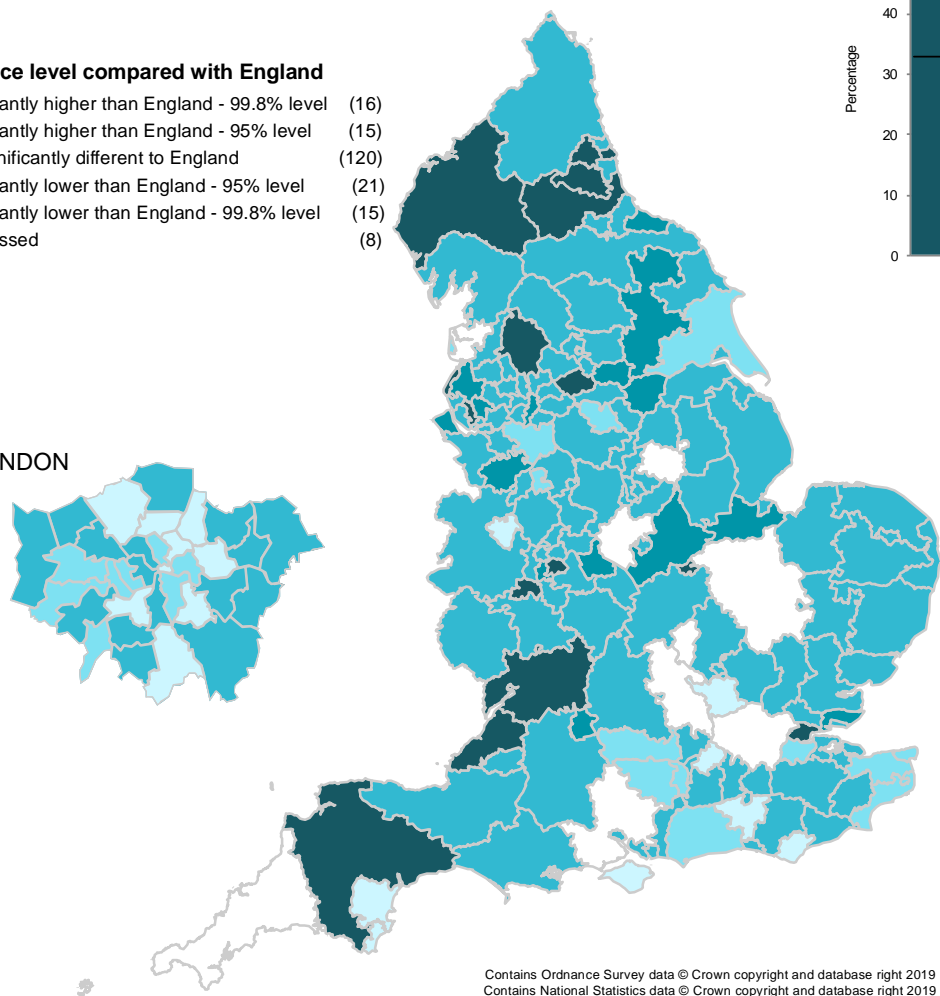 ce level compared with England
antly higher than England - 99.8% level (16)
antly higher than England - 95% level (15)
nificantly different to England (120)
antly lower than England - 95% level (21)
antly lower than England - 99.8% level (15)
ssed (8)
40
30
20
10
0
Percentage
NDON
Contains Ordnance Survey data © Crown copyright and database right 2019
Contains National Statistics data © Crown copyright and database right 2019